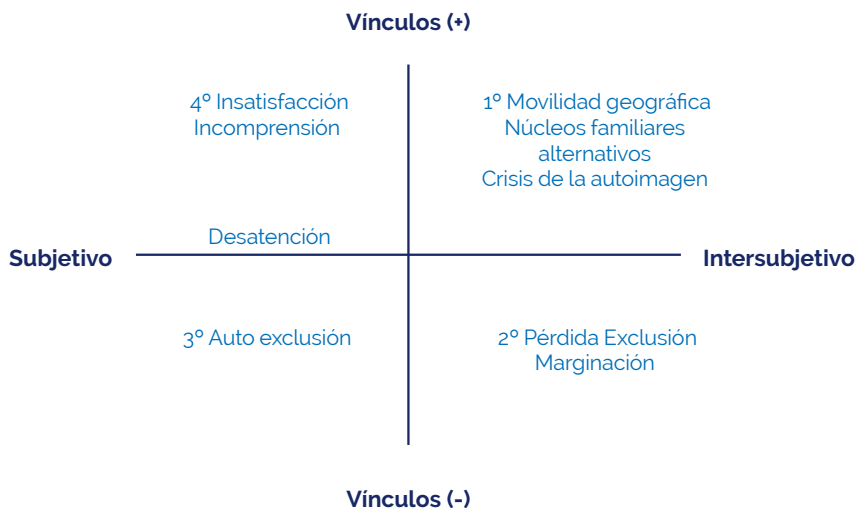 Vínculos (+)
4º Insatisfacción
Incomprensión
1º Movilidad geográfica
Núcleos familiares
alternativos
Crisis de la autoimagen
Desatención
Subjetivo
Intersubjetivo
3º Auto exclusión
2º Pérdida Exclusión
Marginación
Vínculos (-)